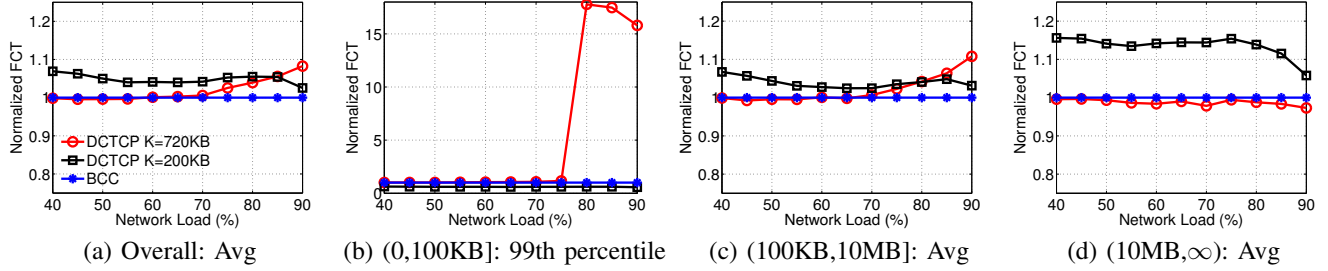 1.2
1.1
1
0.9
0.8
Normalized FCT
DCTCP K=720KB
DCTCP K=200KB
BCC
40 50 60 70 80 90
Network Load (%)
(a) Overall: Avg
15
10
5
0
Normalized FCT
40 50 60 70 80 90
Network Load (%)
(b) (0,100KB]: 99th percentile
1.2
1.1
1
0.9
0.8
Normalized FCT
40 50 60 70 80 90
Network Load (%)
(c) (100KB,10MB]: Avg
1.2
1.1
1
0.9
0.8
Normalized FCT
40 50 60 70 80 90
Network Load (%)
(d) (10MB,∞): Avg